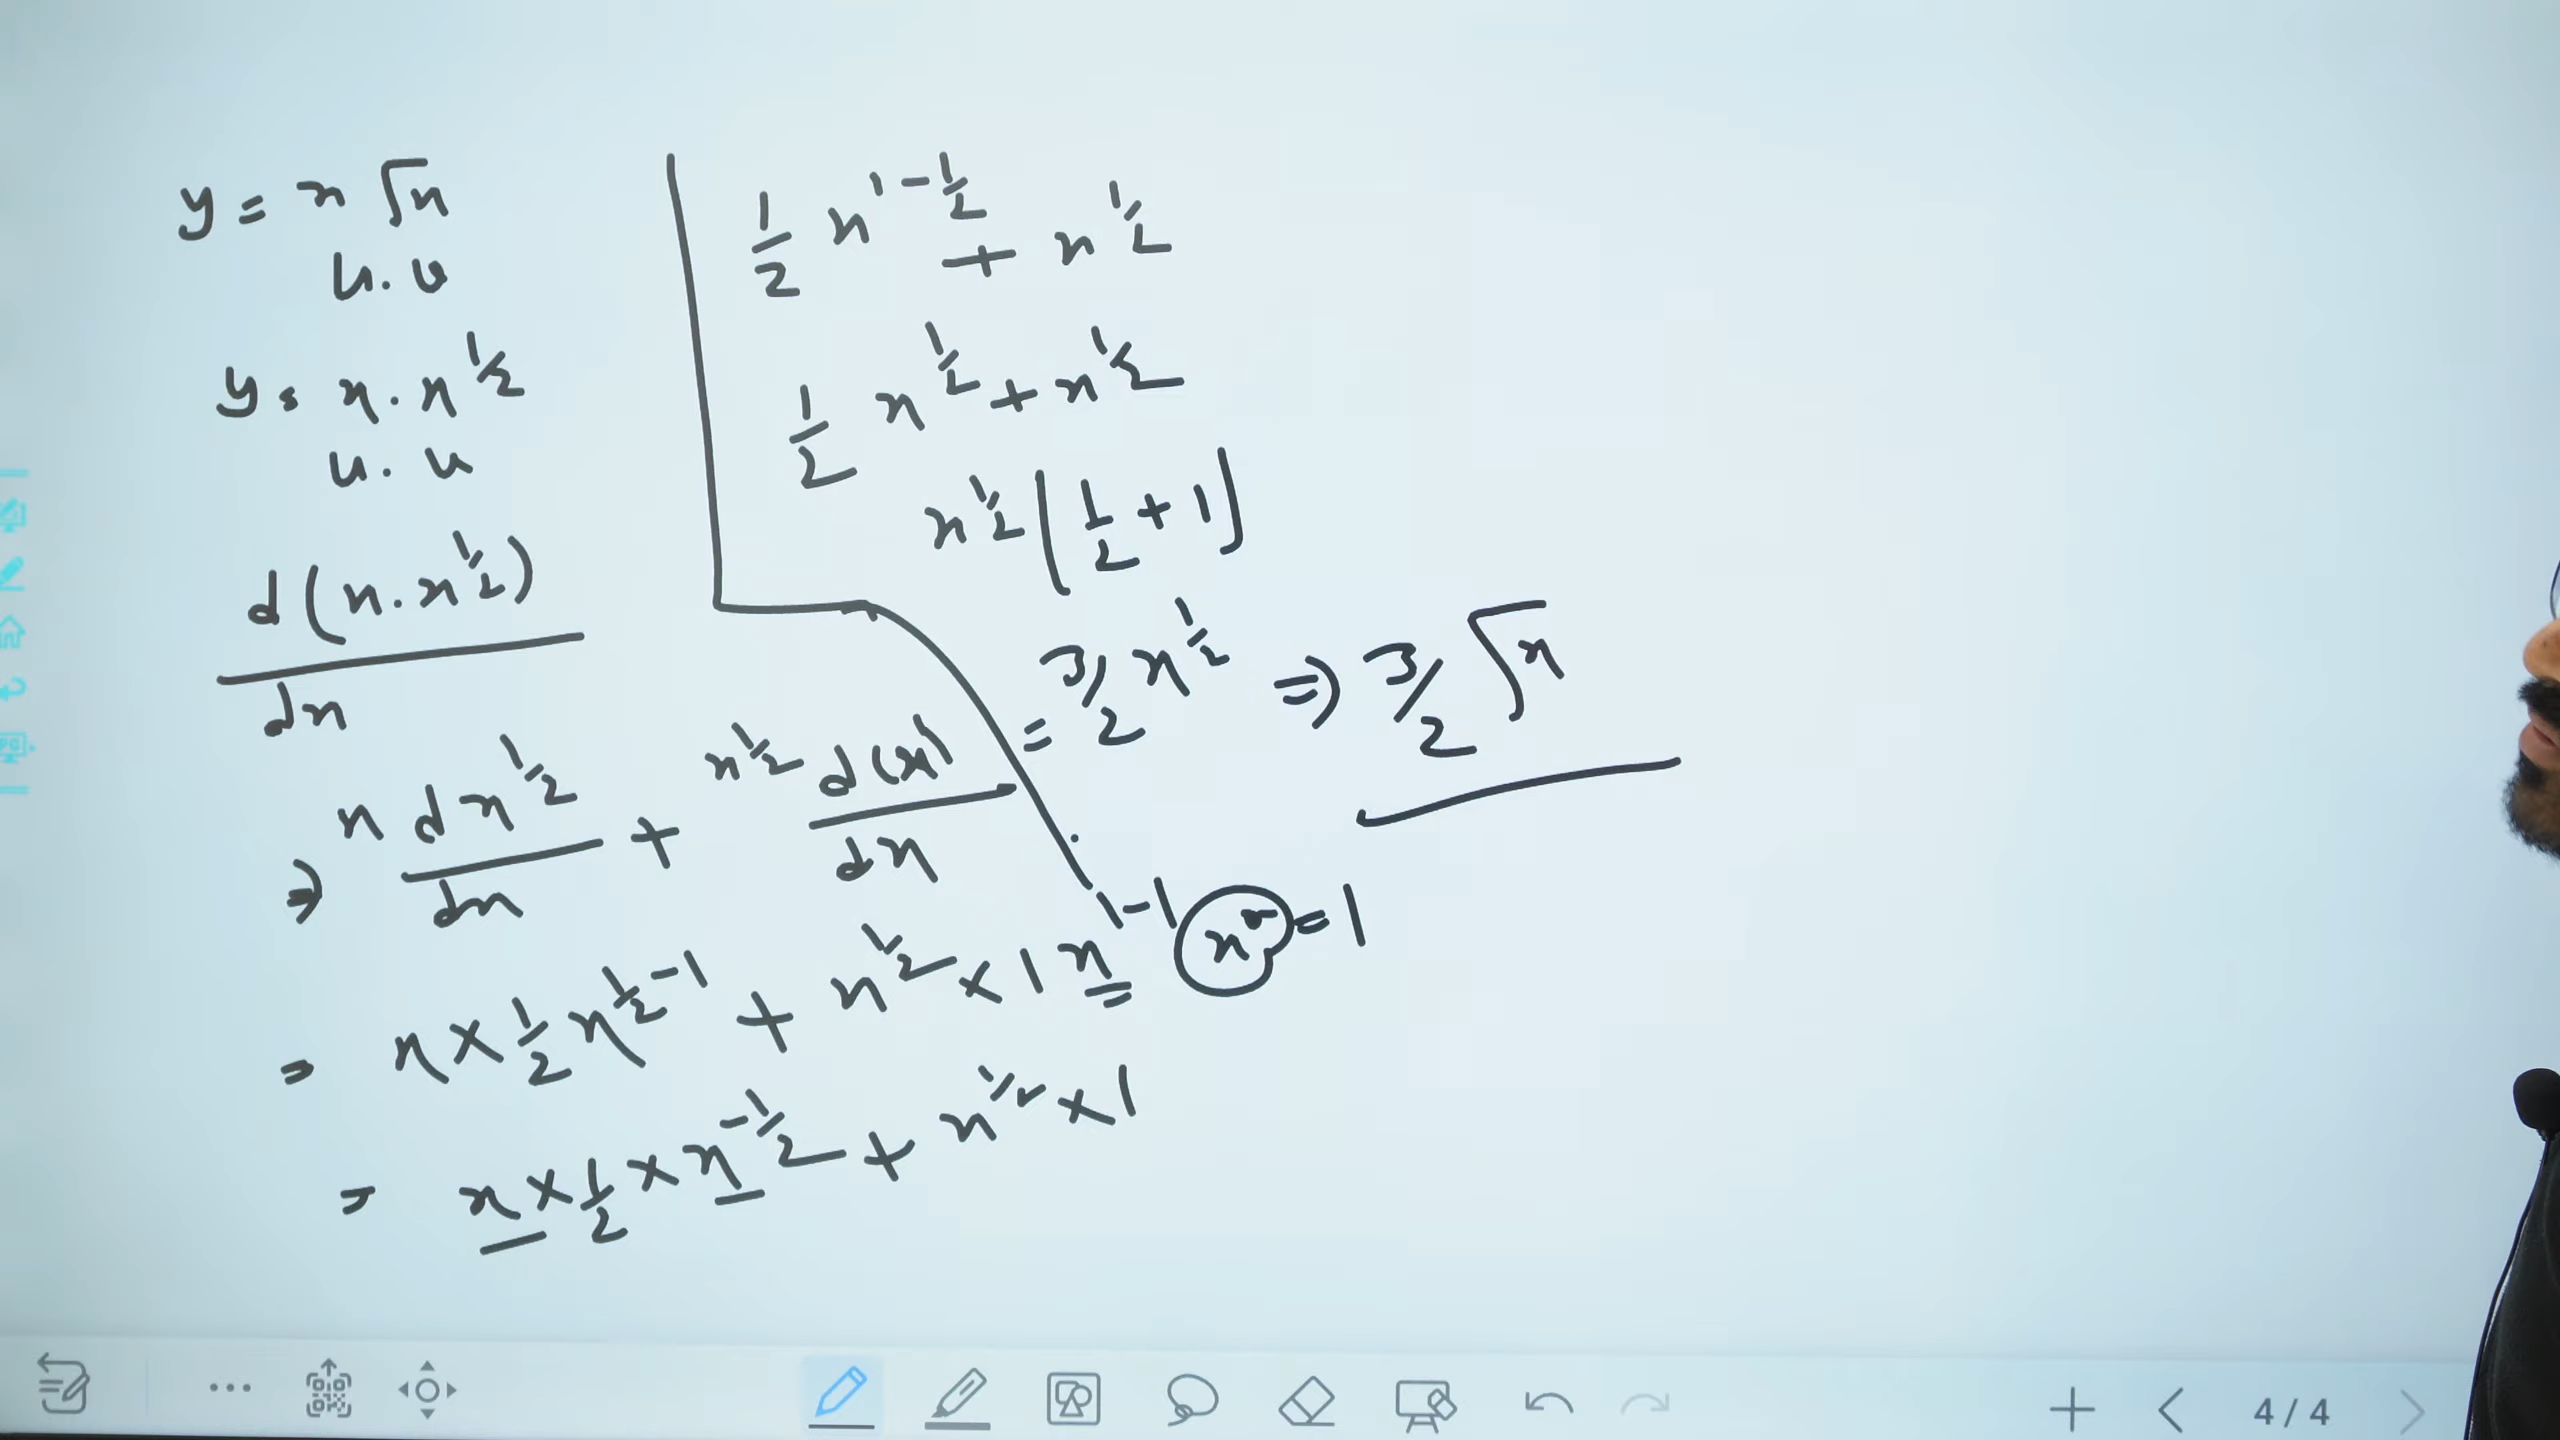 y = x √x
u . v
y = x . x^1/2
u . v
d(x . x^1/2)
dx
⇒ x d x^1/2 / dx + x^1/2 d(x) / dx
= x × 1/2 x^1/2-1 + x^1/2 × 1 x^1-1 x^0 = 1
= x × 1/2 × x^-1/2 + x^1/2 × 1
1/2 x^1-1/2 + x^1/2
1/2 x^1/2 + x^1/2
x^1/2 (1/2 + 1)
= 3/2 x^1/2 ⇒ 3/2 √x
4 / 4